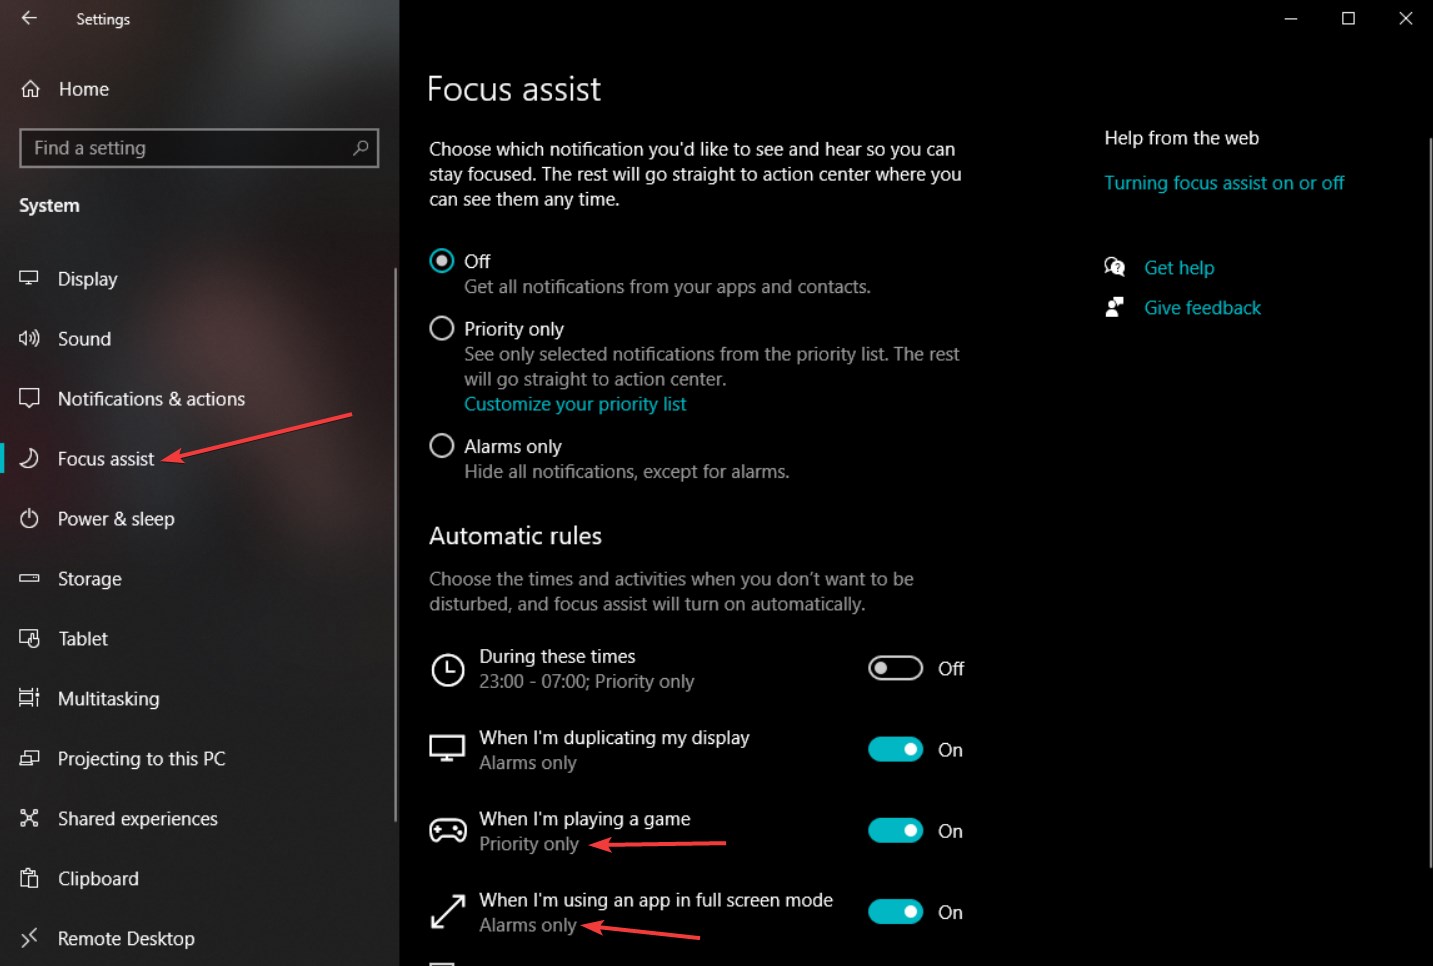 Settings
Home
Find a setting
System
Display
Sound
Notifications & actions
Focus assist
Power & sleep
Storage
Tablet
Multitasking
Projecting to this PC
Shared experiences
Clipboard
Remote Desktop
Focus assist
Choose which notification you'd like to see and hear so you can
stay focused. The rest will go straight to action center where you
can see them any time.
Off
Get all notifications from your apps and contacts.
Priority only
See only selected notifications from the priority list. The rest
will go straight to action center.
Customize your priority list
Alarms only
Hide all notifications, except for alarms.
Automatic rules
Choose the times and activities when you don’t want to be
disturbed, and focus assist will turn on automatically.
During these times
23:00 - 07:00; Priority only
Off
When I'm duplicating my display
Alarms only
On
When I'm playing a game
Priority only
On
When I'm using an app in full screen mode
Alarms only
On
Help from the web
Turning focus assist on or off
Get help
Give feedback